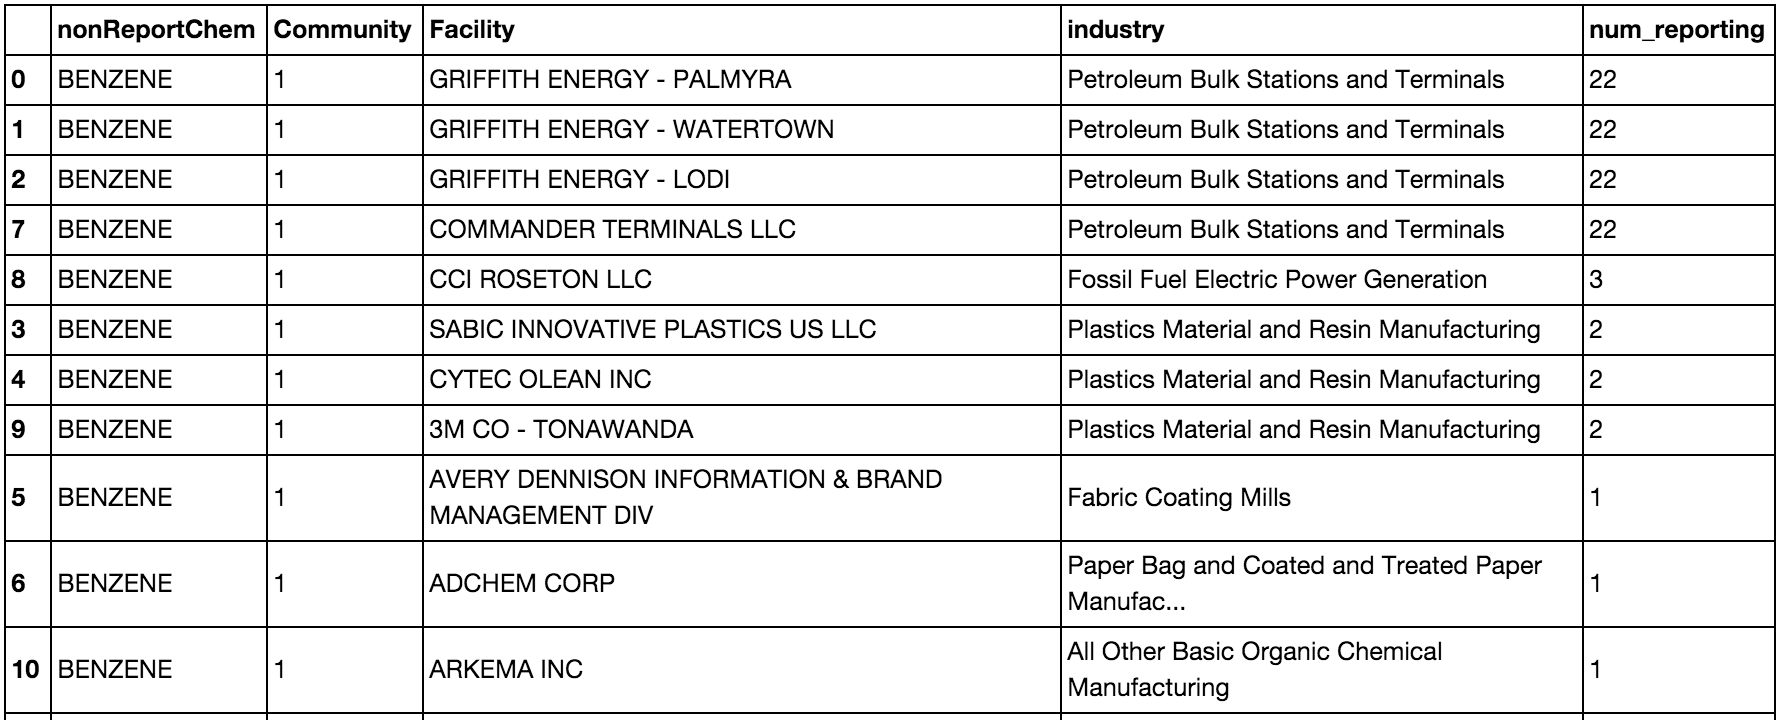 nonReportChem Community Facility industry num_reporting
0 BENZENE 1 GRIFFITH ENERGY - PALMYRA Petroleum Bulk Stations and Terminals 22
1 BENZENE 1 GRIFFITH ENERGY - WATERTOWN Petroleum Bulk Stations and Terminals 22
2 BENZENE 1 GRIFFITH ENERGY - LODI Petroleum Bulk Stations and Terminals 22
7 BENZENE 1 COMMANDER TERMINALS LLC Petroleum Bulk Stations and Terminals 22
8 BENZENE 1 CCI ROSETON LLC Fossil Fuel Electric Power Generation 3
3 BENZENE 1 SABIC INNOVATIVE PLASTICS US LLC Plastics Material and Resin Manufacturing 2
4 BENZENE 1 CYTEC OLEAN INC Plastics Material and Resin Manufacturing 2
9 BENZENE 1 3M CO - TONAWANDA Plastics Material and Resin Manufacturing 2
5 BENZENE 1 AVERY DENNISON INFORMATION & BRAND
MANAGEMENT DIV Fabric Coating Mills 1
6 BENZENE 1 ADCHEM CORP Paper Bag and Coated and Treated Paper
Manufac... 1
10 BENZENE 1 ARKEMA INC All Other Basic Organic Chemical
Manufacturing 1